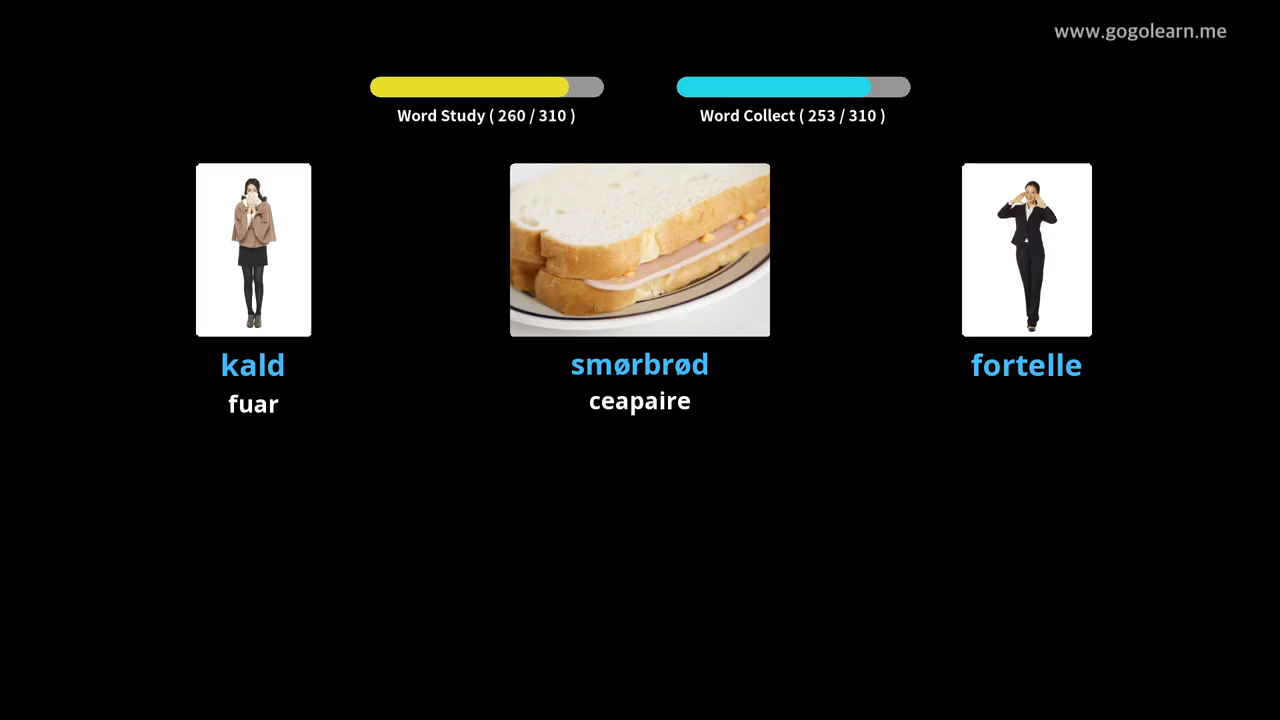 www.gogolearn.me
Word Study ( 260 / 310 )
Word Collect ( 253 / 310 )
kald
smørbrød
fortelle
fuar
ceapaire